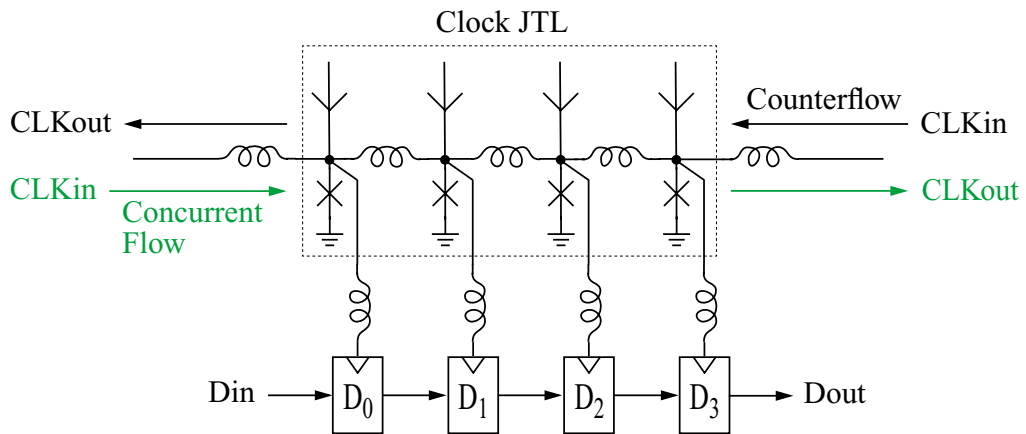 Clock JTL
CLKout
Counterflow
CLKin
CLKin
Concurrent
Flow
CLKout
Din
D0
D1
D2
D3
Dout